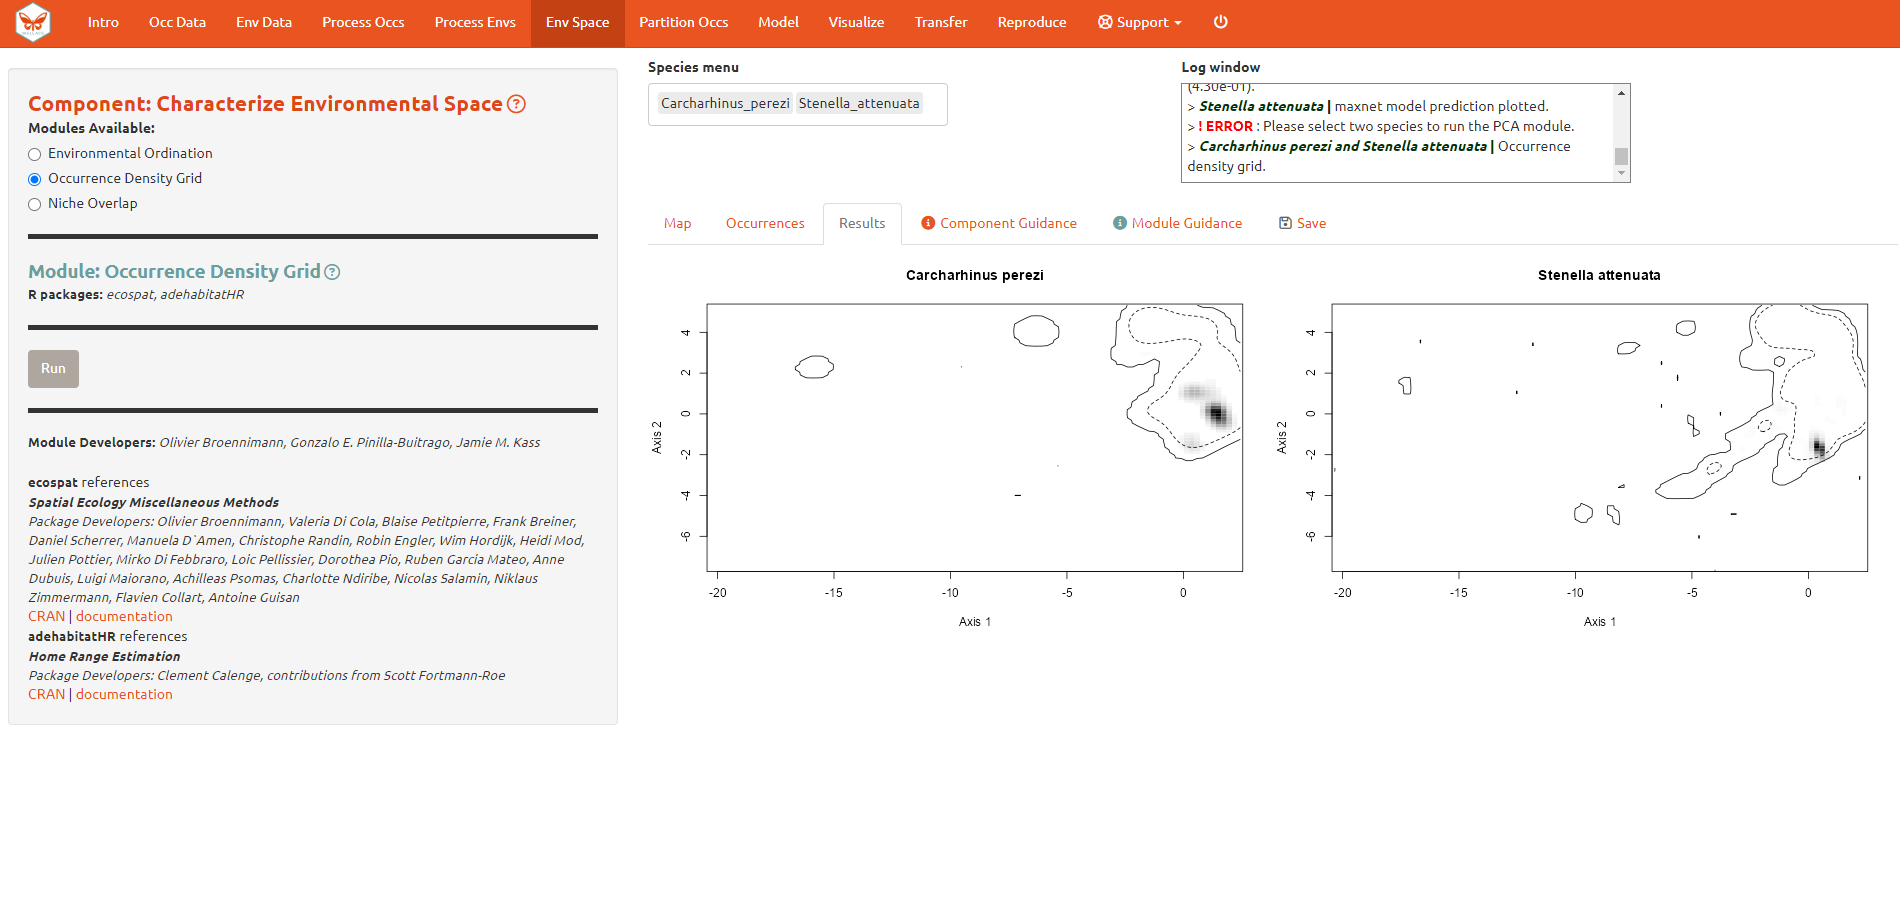 Intro Occ Data Env Data Process Occs Process Envs Env Space Partition Occs Model Visualize Transfer Reproduce Support
Component: Characterize Environmental Space
Modules Available:
Environmental Ordination
Occurrence Density Grid
Niche Overlap
Module: Occurrence Density Grid
R packages: ecospat, adehabitatHR
Run
Module Developers: Olivier Broennimann, Gonzalo E. Pinilla-Buitrago, Jamie M. Kass
ecospat references
Spatial Ecology Miscellaneous Methods
Package Developers: Olivier Broennimann, Valeria Di Cola, Blaise Petitpierre, Frank Breiner,
Daniel Scherrer, Manuela D`Amen, Christophe Randin, Robin Engler, Wim Hordijk, Heidi Mod,
Julien Pottier, Mirko Di Febbraro, Loic Pellissier, Dorothea Pio, Ruben Garcia Mateo, Anne
Dubuis, Luigi Maiorano, Achilleas Psomas, Charlotte Ndiribe, Nicolas Salamin, Niklaus
Zimmermann, Flavien Collart, Antoine Guisan
CRAN | documentation
adehabitatHR references
Home Range Estimation
Package Developers: Clement Calenge, contributions from Scott Fortmann-Roe
CRAN | documentation
Species menu
Carcharhinus_perezi Stenella_attenuata
Log window
(4.30e-01).
> Stenella attenuata | maxnet model prediction plotted.
> ! ERROR : Please select two species to run the PCA module.
> Carcharhinus perezi and Stenella attenuata | Occurrence
density grid.
Map Occurrences Results Component Guidance Module Guidance Save
Carcharhinus perezi
4
2
0
-2
-4
-6
Axis 2
-20 -15 -10 -5 0
Axis 1
Stenella attenuata
4
2
0
-2
-4
-6
Axis 2
-20 -15 -10 -5 0
Axis 1